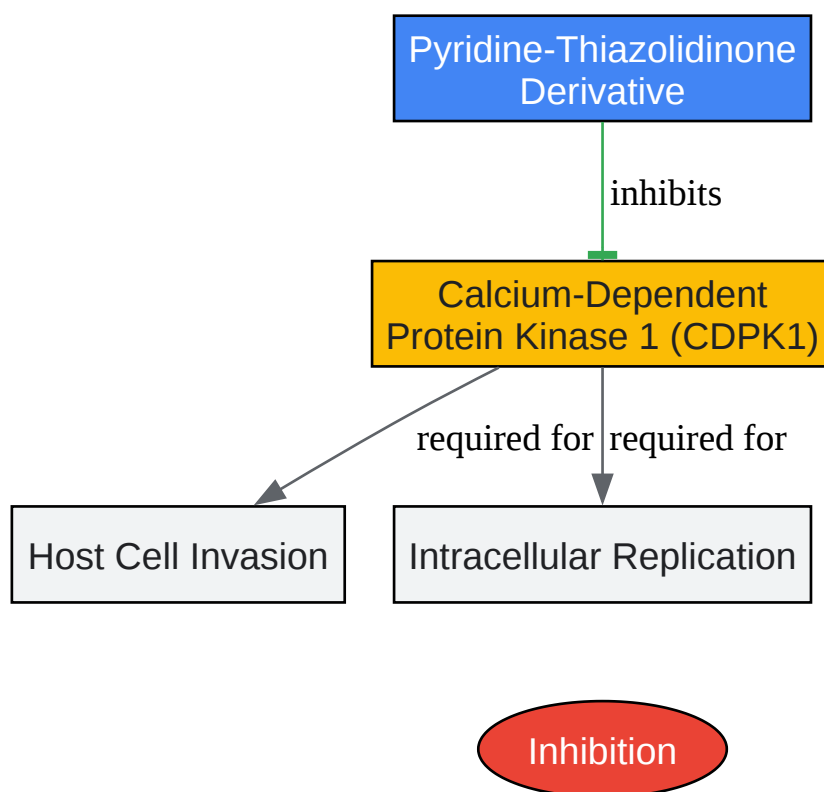 Pyridine-Thiazolidinone
Derivative
inhibits
Calcium-Dependent
Protein Kinase 1 (CDPK1)
required for
required for
Host Cell Invasion
Intracellular Replication
Inhibition